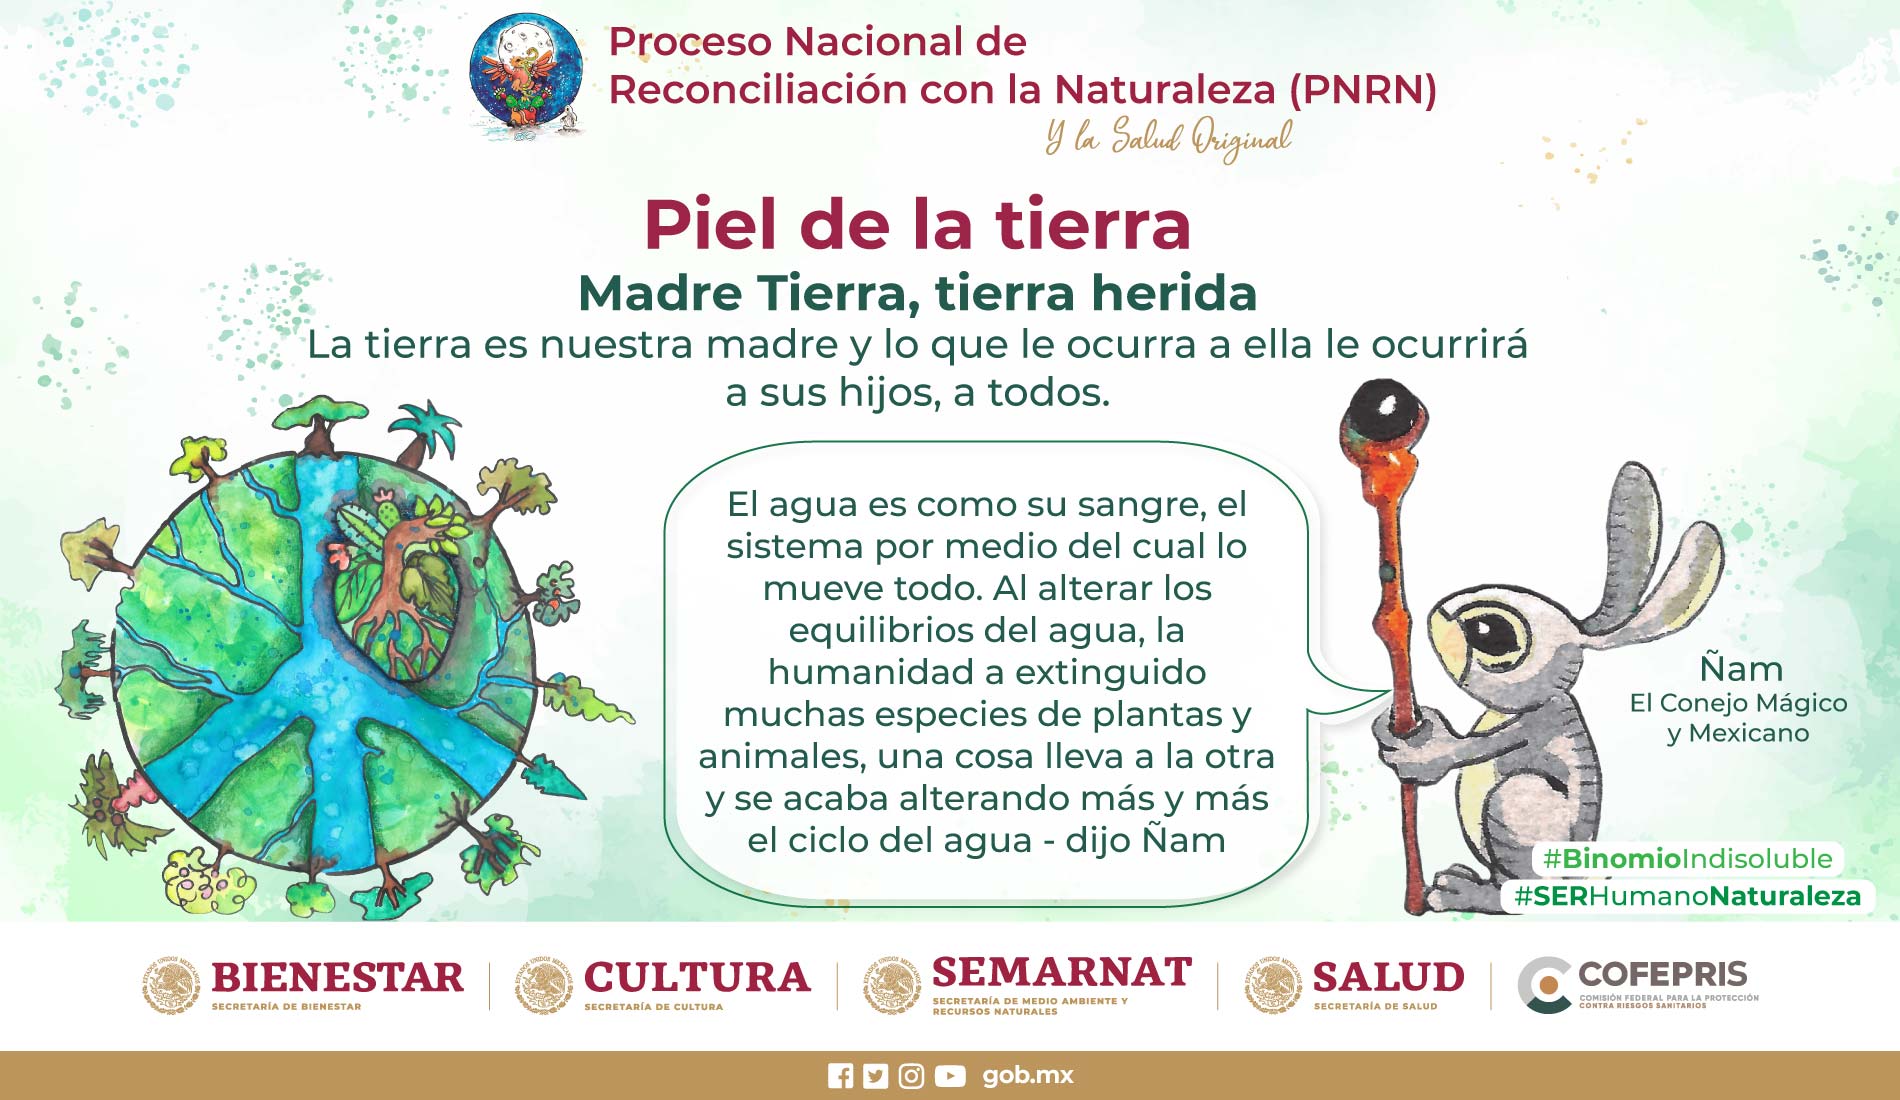 Proceso Nacional de
Reconciliación con la Naturaleza (PNRN)
Y la Salud Original
Piel de la tierra
Madre Tierra, tierra herida
La tierra es nuestra madre y lo que le ocurra a ella le ocurrirá
a sus hijos, a todos.
El agua es como su sangre, el
sistema por medio del cual lo
mueve todo. Al alterar los
equilibrios del agua, la
humanidad a extinguido
muchas especies de plantas y
animales, una cosa lleva a la otra
y se acaba alterando más y más
el ciclo del agua - dijo Ñam
Ñam
El Conejo Mágico
y Mexicano
#BinomioIndisoluble
#SERHumanoNaturaleza
BIENESTAR
SECRETARÍA DE BIENESTAR
CULTURA
SECRETARÍA DE CULTURA
SEMARNAT
SECRETARÍA DE MEDIO AMBIENTE Y
RECURSOS NATURALES
SALUD
SECRETARÍA DE SALUD
COFEPRIS
COMISIÓN FEDERAL PARA LA PROTECCIÓN
CONTRA RIESGOS SANITARIOS
gob.mx